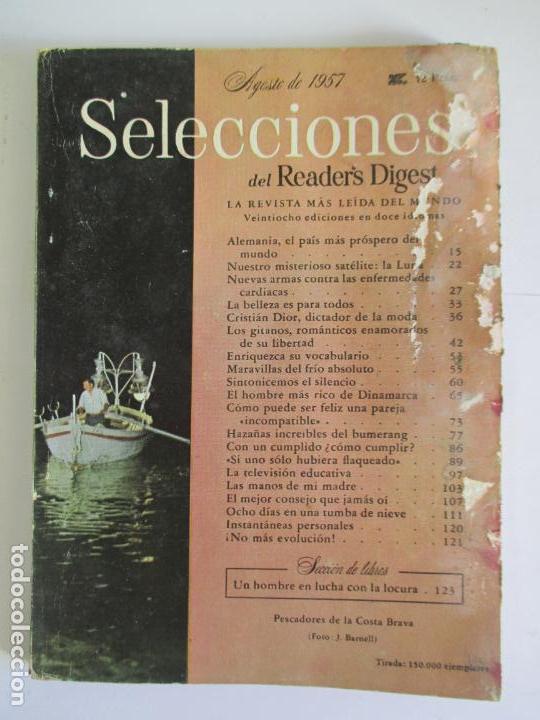 Agosto de 1957
Selecciones
del Reader's Digest
LA REVISTA MÁS LEÍDA DEL MUNDO
Veintiocho ediciones en doce idiomas
Alemania, el país más próspero del
mundo . . . . . . . . . 15
Nuestro misterioso satélite: la Luna 22
Nuevas armas contra las enfermedades
cardiacas . . . . . . . . 27
La belleza es para todos . . . . 33
Cristián Dior, dictador de la moda . 36
Los gitanos, románticos enamorados
de su libertad . . . . . . 42
Enriquezca su vocabulario . . . 53
Maravillas del frío absoluto . . . 55
Sintonicemos el silencio . . . . 60
El hombre más rico de Dinamarca . 65
Cómo puede ser feliz una pareja
«incompatible» . . . . . . 73
Hazañas increibles del bumerang . 77
Con un cumplido ¿cómo cumplir? 86
«Si uno sólo hubiera flaqueado» . 89
La televisión educativa . . . . 97
Las manos de mi madre . . . . 103
El mejor consejo que jamás oí . . 107
Ocho días en una tumba de nieve . 111
Instantáneas personales . . . . 120
¡No más evolución! . . . . . 121
Sección de libros
Un hombre en lucha con la locura . 123
Pescadores de la Costa Brava
(Foto: J. Barnell)
Tirada: 150.000 ejemplares
todocoleccion.net